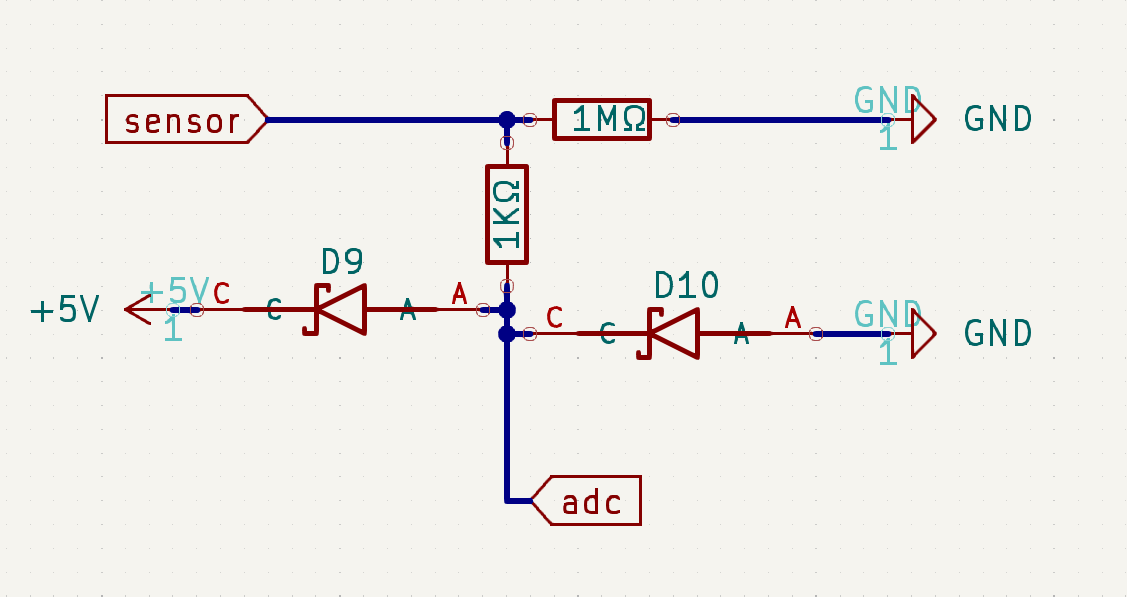 sensor
1MΩ
GND
1
GND
1KΩ
D9
+5V
+5V
1
C
C
A
A
D10
C
C
A
A
GND
1
GND
adc